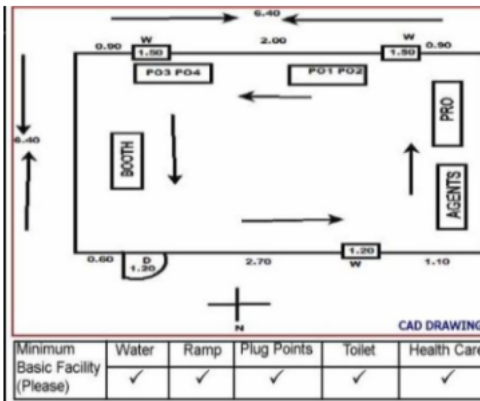 6.40
0.90 W 2.00 W 0.90
1.50 1.50
PO3 PO4 PO1 PO2
PRO
6.40
BOOTH
AGENTS
0.60 D 2.70 1.20 1.10
1.20 W
N
CAD DRAWING
Minimum Basic Facility (Please) Water Ramp Plug Points Toilet Health Care
✓ ✓ ✓ ✓ ✓